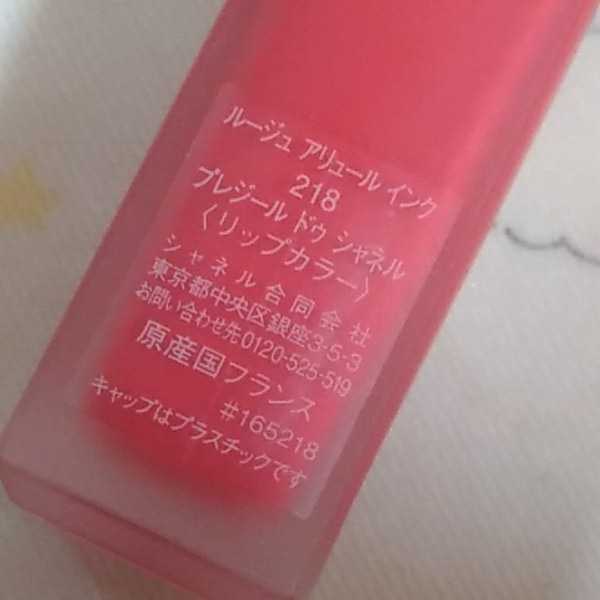 ルージュ アリュール インク
218
プレジール ドゥ シャネル
〈リップカラー〉
シャネル合同会社
東京都中央区銀座3-5-3
お問い合わせ先0120-525-519
原産国フランス
#165218
キャップはプラスチックです